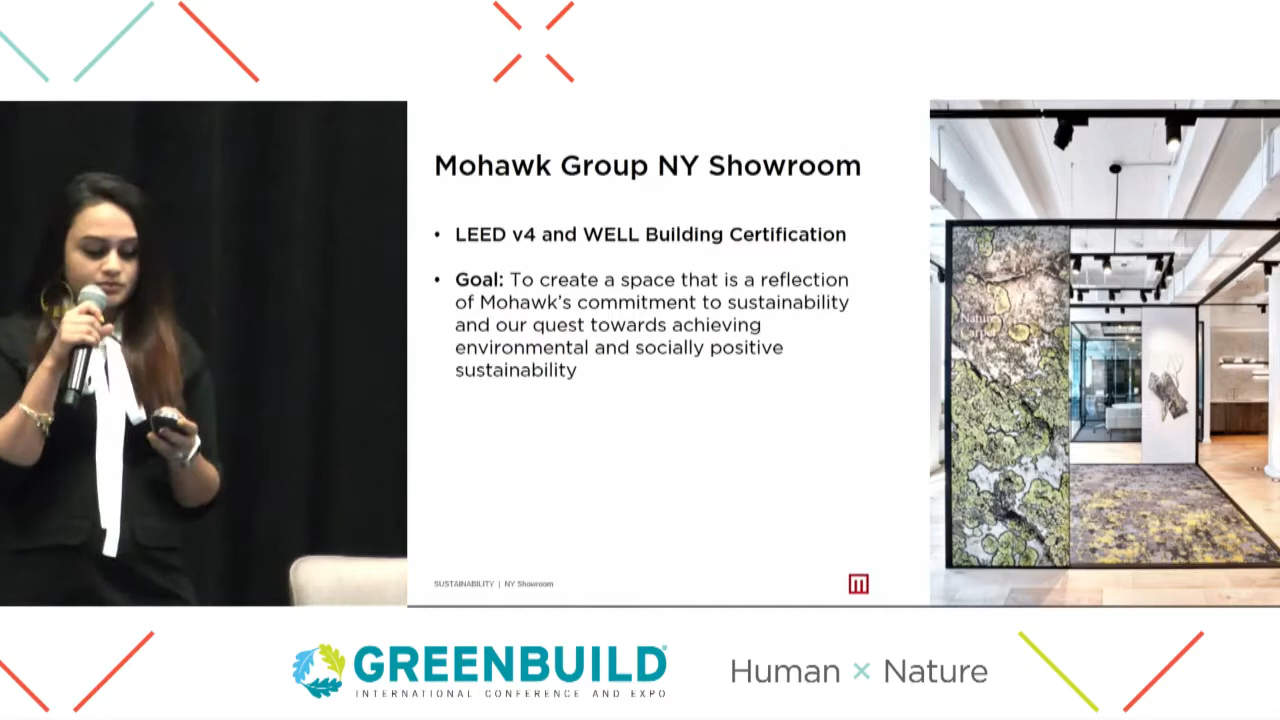 Mohawk Group NY Showroom
• LEED v4 and WELL Building Certification
• Goal: To create a space that is a reflection
of Mohawk's commitment to sustainability
and our quest towards achieving
environmental and socially positive
sustainability
SUSTAINABILITY | NY Showroom
Nature's
Carpet
GREENBUILD
INTERNATIONAL CONFERENCE AND EXPO
Human × Nature